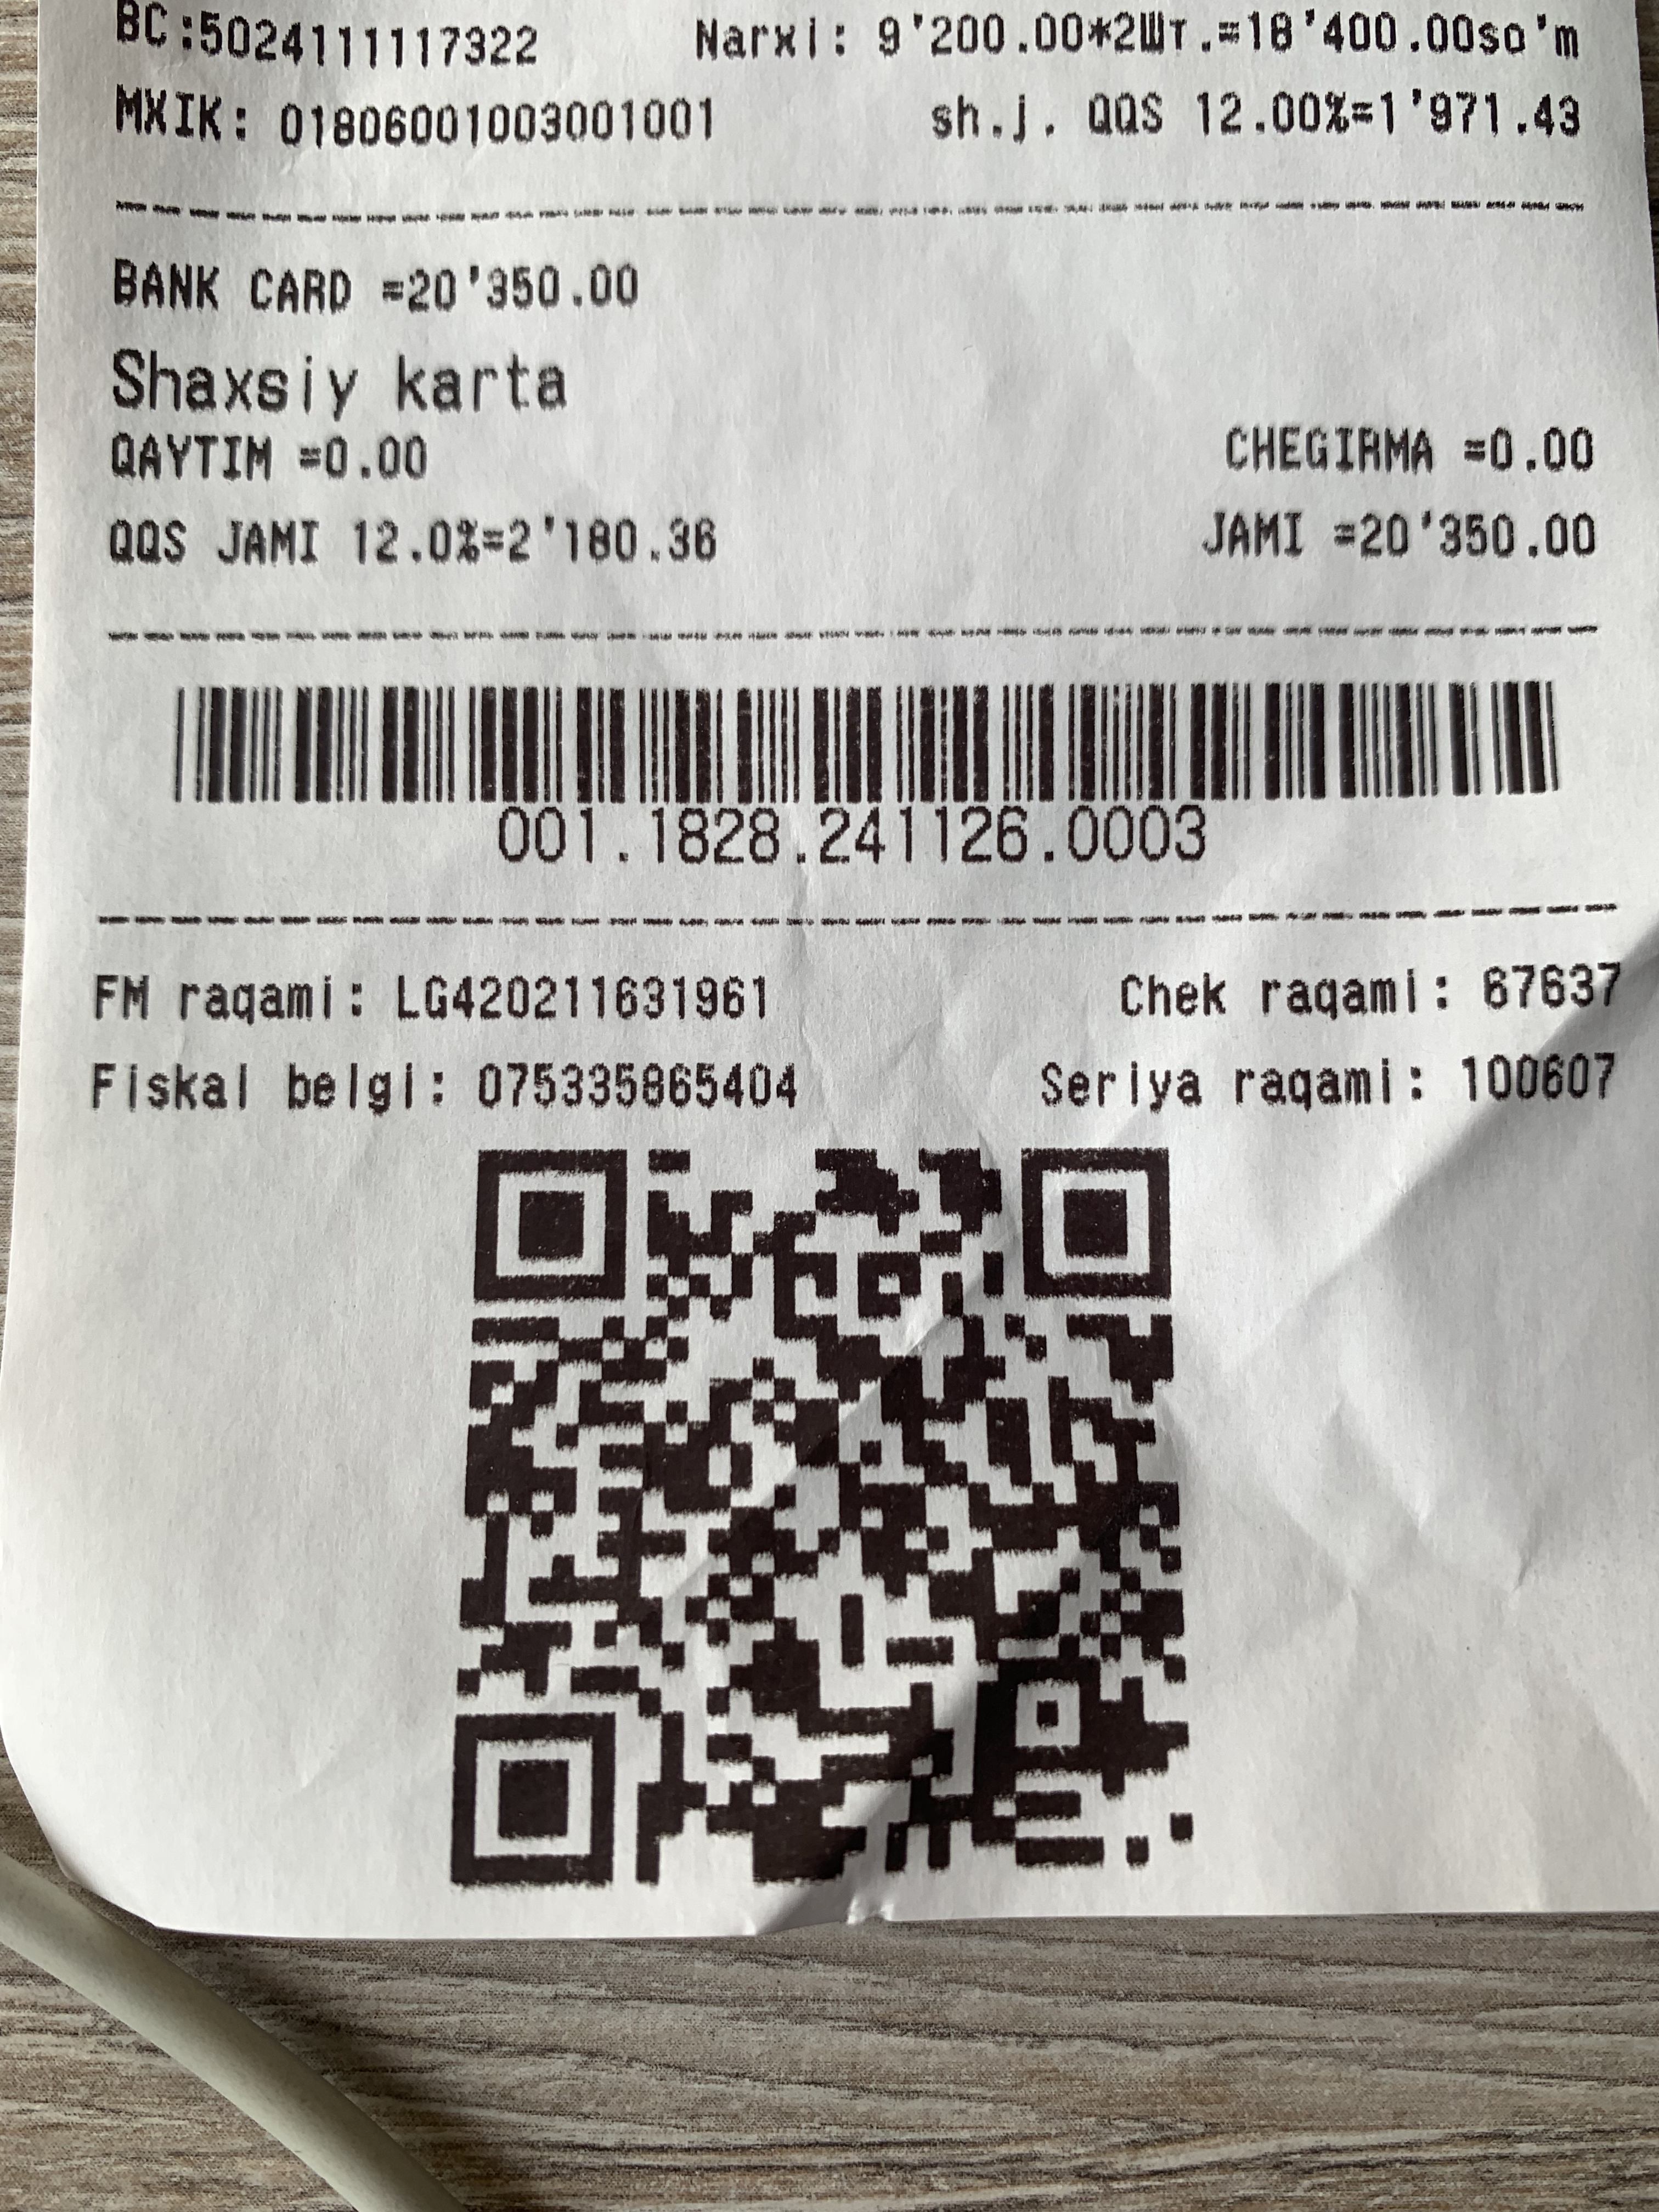 BC:5024111117322 Narxi: 9'200.00*2Шт.=18'400.00so'm
MXIK: 01806001003001001 sh.j. QQS 12.00%=1'971.43
BANK CARD =20'350.00
Shaxsiy karta
QAYTIM =0.00 CHEGIRMA =0.00
QQS JAMI 12.0%=2'180.36 JAMI =20'350.00
001.1828.241126.0003
FM raqami: LG420211631961 Chek raqami: 67637
Fiskal belgi: 075335865404 Seriya raqami: 100607